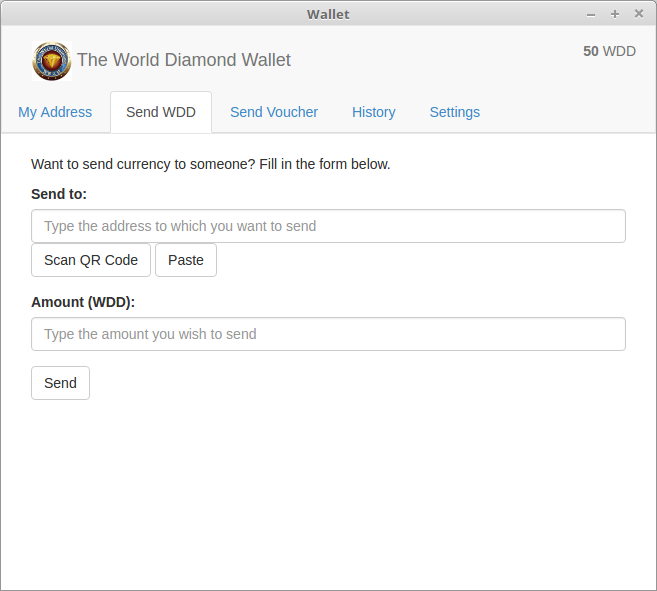 Wallet
The World Diamond Wallet
50 WDD
My Address Send WDD Send Voucher History Settings
Want to send currency to someone? Fill in the form below.
Send to:
Type the address to which you want to send
Scan QR Code Paste
Amount (WDD):
Type the amount you wish to send
Send